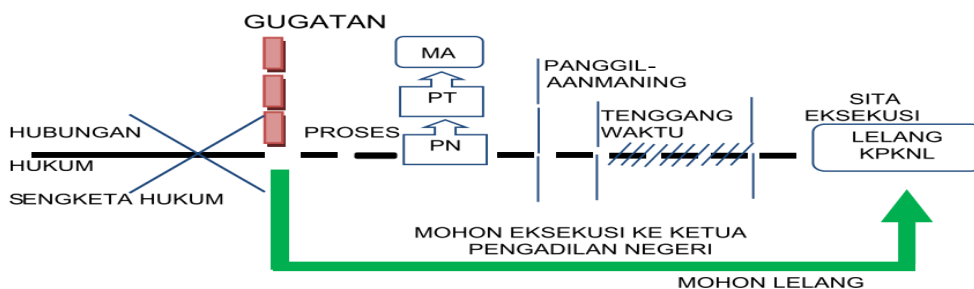 GUGATAN
MA
PT
PN
PANGGIL-
AANMANING
HUBUNGAN
HUKUM
SENGKETA HUKUM
PROSES
TENGGANG
WAKTU
SITA
EKSEKUSI
LELANG
KPKNL
MOHON EKSEKUSI KE KETUA
PENGADILAN NEGERI
MOHON LELANG